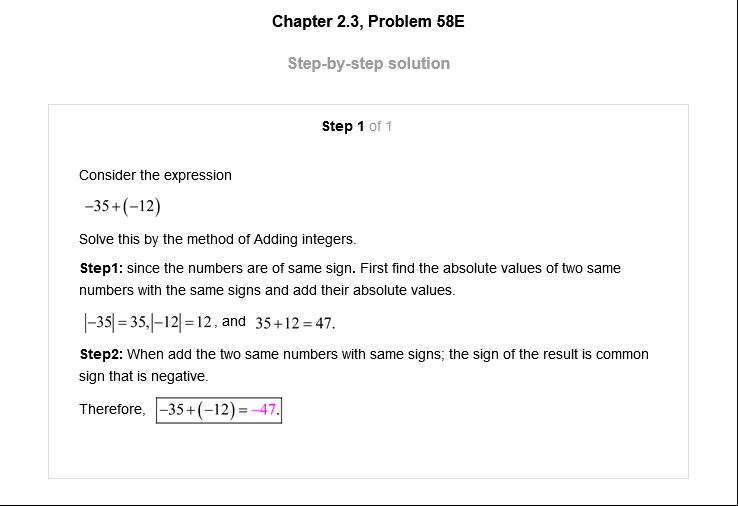 Chapter 2.3, Problem 58E
Step-by-step solution
Step 1 of 1
Consider the expression
−35+(−12)
Solve this by the method of Adding integers.
Step1: since the numbers are of same sign. First find the absolute values of two same
numbers with the same signs and add their absolute values.
|−35|=35,|−12|=12, and 35+12=47.
Step2: When add the two same numbers with same signs; the sign of the result is common
sign that is negative.
Therefore, −35+(−12)=−47.